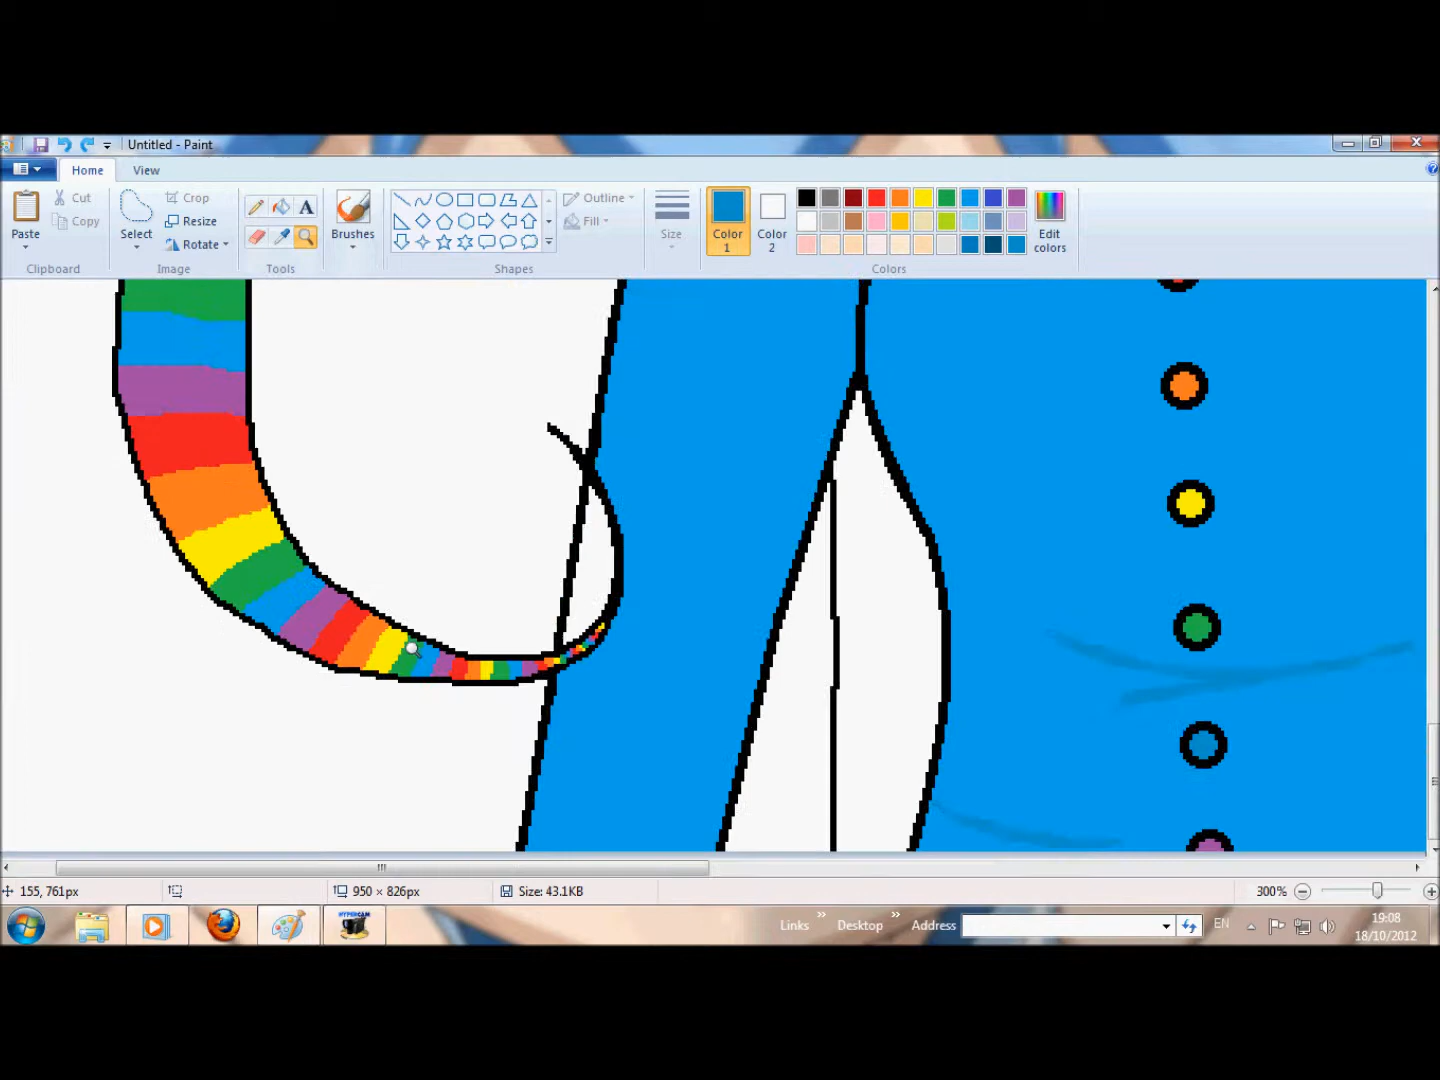 Untitled - Paint
Home View
Paste
Cut
Copy
Clipboard
Select
Crop
Resize
Rotate
Image
A
Tools
Brushes
Shapes
Outline
Fill
Size
Color 1
Color 2
Edit colors
Colors
155, 761px
950 × 826px
Size: 43.1KB
300%
HYPERCAM
Links » Desktop » Address
EN
19:08
18/10/2012